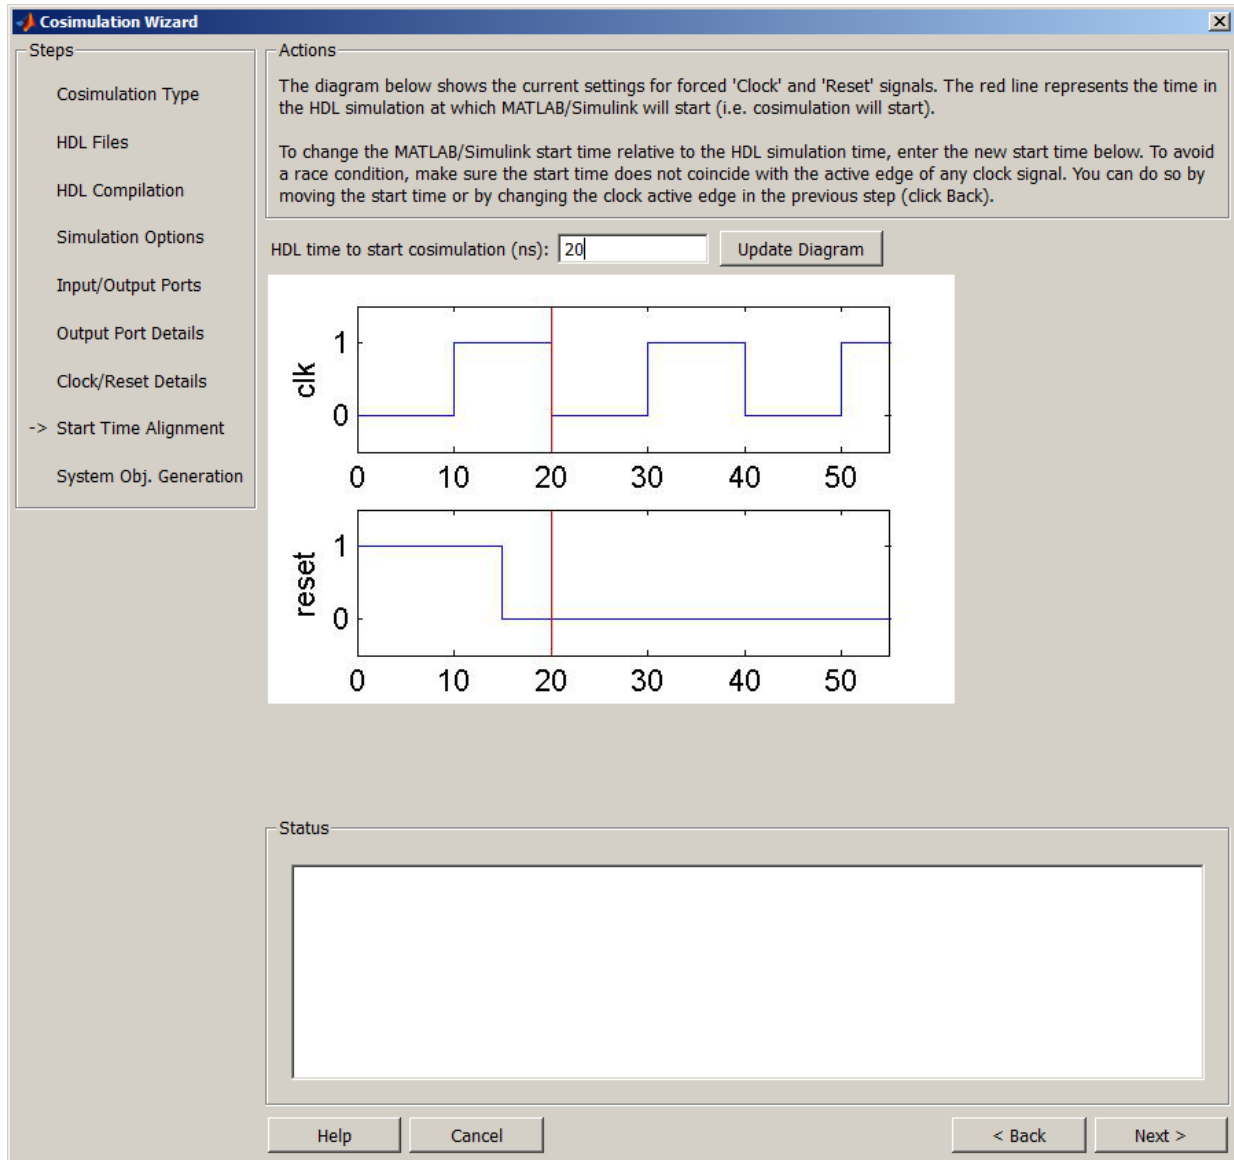 Cosimulation Wizard
Steps
Cosimulation Type
HDL Files
HDL Compilation
Simulation Options
Input/Output Ports
Output Port Details
Clock/Reset Details
-> Start Time Alignment
System Obj. Generation
Actions
The diagram below shows the current settings for forced 'Clock' and 'Reset' signals. The red line represents the time in
the HDL simulation at which MATLAB/Simulink will start (i.e. cosimulation will start).
To change the MATLAB/Simulink start time relative to the HDL simulation time, enter the new start time below. To avoid
a race condition, make sure the start time does not coincide with the active edge of any clock signal. You can do so by
moving the start time or by changing the clock active edge in the previous step (click Back).
HDL time to start cosimulation (ns): 20 Update Diagram
clk
1
0
0 10 20 30 40 50
reset
1
0
0 10 20 30 40 50
Status
Help Cancel < Back Next >